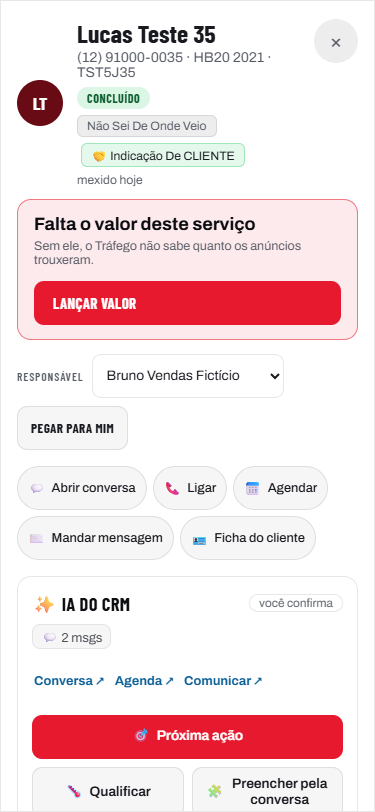 Lucas Teste 35
(12) 91000-0035 · HB20 2021 ·
TST5J35
×
LT
CONCLUÍDO
Não Sei De Onde Veio
🤝 Indicação De CLIENTE
mexido hoje
Falta o valor deste serviço
Sem ele, o Tráfego não sabe quanto os anúncios
trouxeram.
LANÇAR VALOR
RESPONSÁVEL
Bruno Vendas Fictício
PEGAR PARA MIM
💬 Abrir conversa
📞 Ligar
📅 Agendar
✉️ Mandar mensagem
🪪 Ficha do cliente
✨ IA DO CRM
você confirma
💬 2 msgs
Conversa ↗ Agenda ↗ Comunicar ↗
🎯 Próxima ação
Qualificar
🧩 Preencher pela
conversa